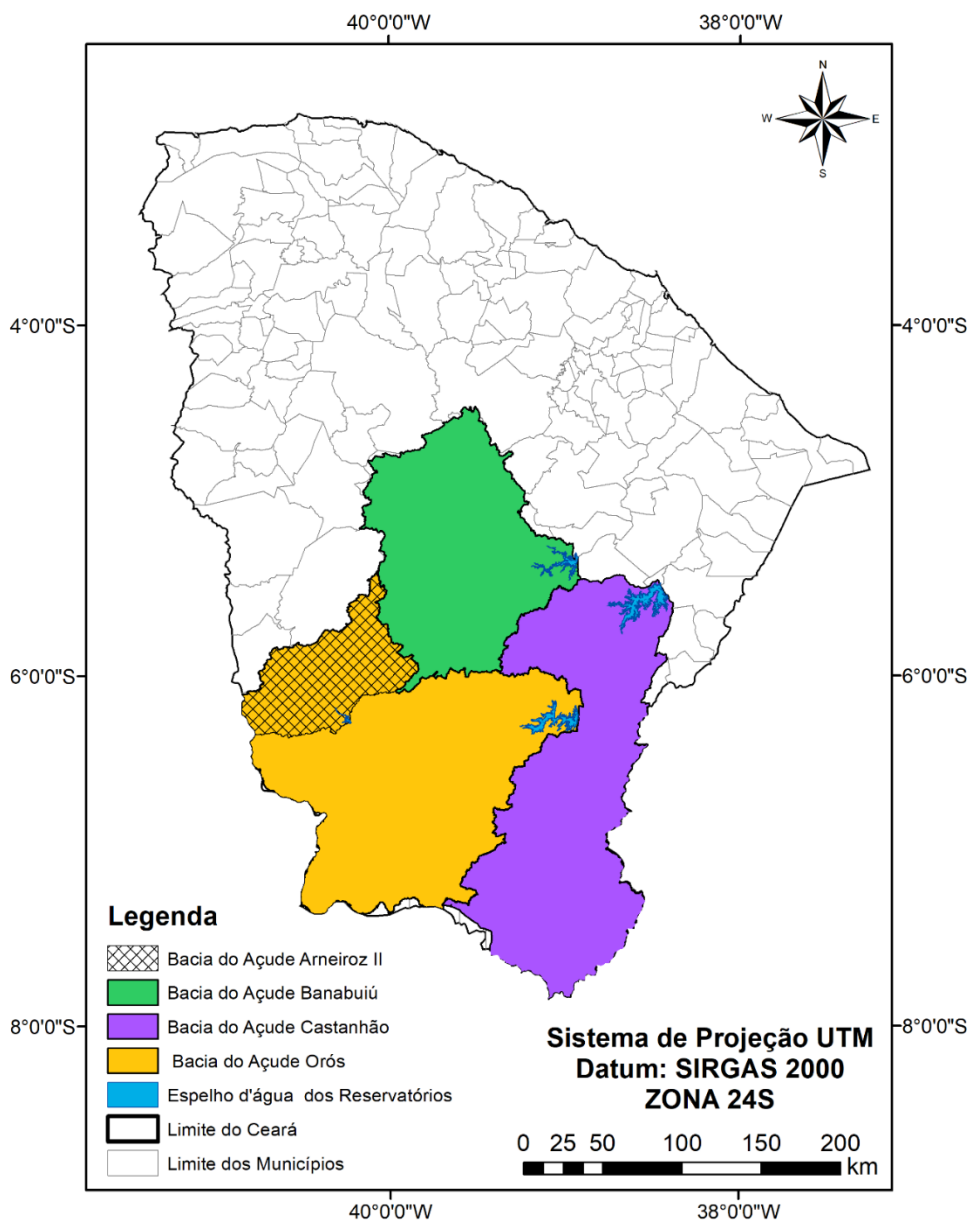 40°0'0"W
38°0'0"W
N
W
E
S
4°0'0"S
4°0'0"S
6°0'0"S
6°0'0"S
8°0'0"S
8°0'0"S
Legenda
Bacia do Açude Arneiroz II
Bacia do Açude Banabuiú
Bacia do Açude Castanhão
Bacia do Açude Orós
Espelho d'água dos Reservatórios
Limite do Ceará
Limite dos Municípios
Sistema de Projeção UTM
Datum: SIRGAS 2000
ZONA 24S
0 25 50 100 150 200
km
40°0'0"W
38°0'0"W